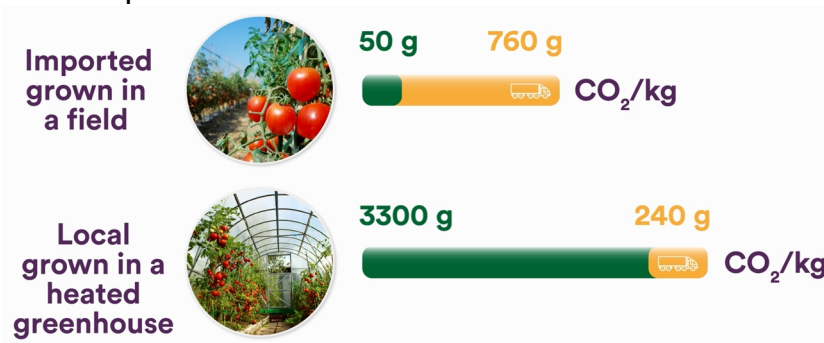 Imported
grown in
a field
50 g 760 g
CO₂/kg
Local
grown in a
heated
greenhouse
3300 g 240 g
CO₂/kg